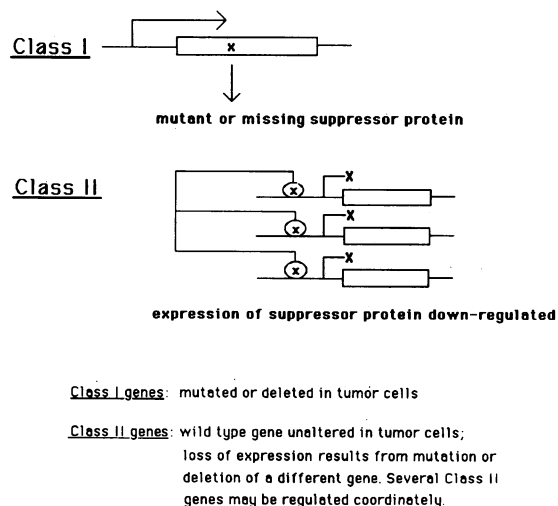 Class I
x
mutant or missing suppressor protein
Class II
x
X
x
X
x
X
expression of suppressor protein down-regulated
Class I genes: mutated or deleted in tumor cells
Class II genes: wild type gene unaltered in tumor cells;
loss of expression results from mutation or
deletion of a different gene. Several Class II
genes may be regulated coordinately.